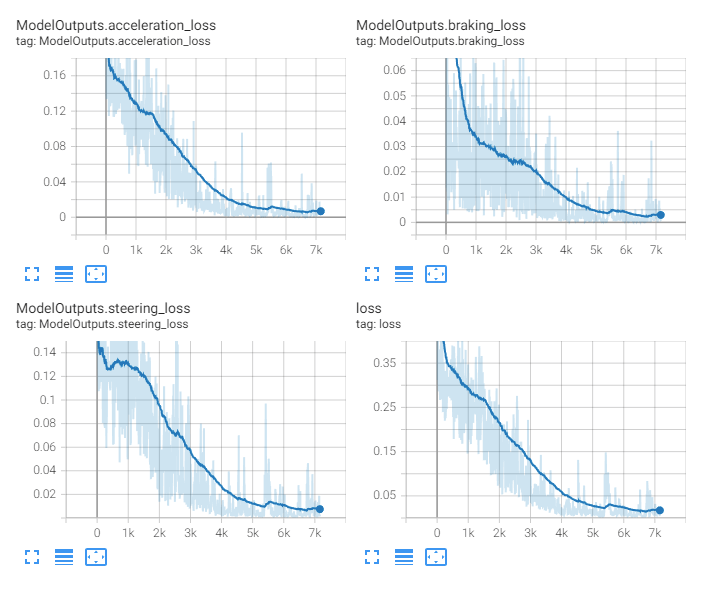 ModelOutputs.acceleration_loss
tag: ModelOutputs.acceleration_loss
0.16
0.12
0.08
0.04
0
0 1k 2k 3k 4k 5k 6k 7k
ModelOutputs.braking_loss
tag: ModelOutputs.braking_loss
0.06
0.05
0.04
0.03
0.02
0.01
0
0 1k 2k 3k 4k 5k 6k 7k
ModelOutputs.steering_loss
tag: ModelOutputs.steering_loss
0.14
0.12
0.1
0.08
0.06
0.04
0.02
0 1k 2k 3k 4k 5k 6k 7k
loss
tag: loss
0.35
0.25
0.15
0.05
0 1k 2k 3k 4k 5k 6k 7k